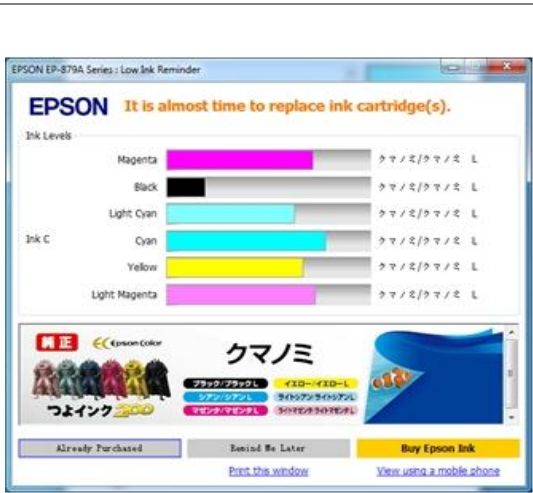 EPSON EP-879A Series : Low Ink Reminder
EPSON It is almost time to replace ink cartridge(s).
Ink Levels
Magenta クマノミ/クマノミ L
Black クマノミ/クマノミ L
Light Cyan クマノミ/クマノミ L
Ink C Cyan クマノミ/クマノミ L
Yellow クマノミ/クマノミ L
Light Magenta クマノミ/クマノミ L
純正 Epson Color
クマノミ
ブラック/ブラックL イエロー/イエローL
シアン/シアンL ライトシアン/ライトシアンL
マゼンタ/マゼンタL ライトマゼンタ/ライトマゼンタL
つよインク200
Already Purchased Remind Me Later Buy Epson Ink
Print this window View using a mobile phone